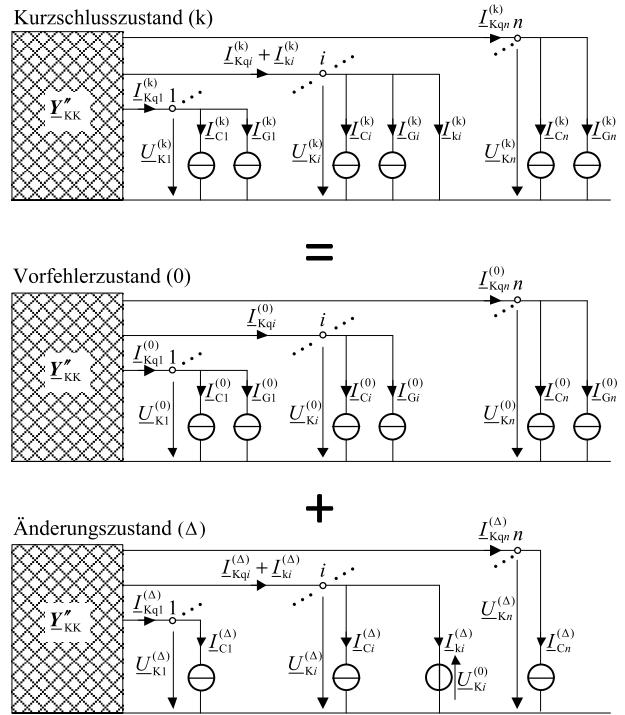 Kurzschlusszustand (k)
I_Kqn^(k) n
I_Kqi^(k) + I_ki^(k) i
I_Kq1^(k) 1
Y″_KK
U_K1^(k) I_C1^(k) I_G1^(k) U_Ki^(k) I_Ci^(k) I_Gi^(k) I_ki^(k) U_Kn^(k) I_Cn^(k) I_Gn^(k)
=
Vorfehlerzustand (0)
I_Kqn^(0) n
I_Kqi^(0) i
I_Kq1^(0) 1
Y″_KK
U_K1^(0) I_C1^(0) I_G1^(0) U_Ki^(0) I_Ci^(0) I_Gi^(0) U_Kn^(0) I_Cn^(0) I_Gn^(0)
+
Änderungszustand (Δ)
I_Kqn^(Δ) n
I_Kqi^(Δ) + I_ki^(Δ) i
I_Kq1^(Δ) 1
Y″_KK
U_K1^(Δ) I_C1^(Δ) U_Ki^(Δ) I_Ci^(Δ) I_ki^(Δ) U_Ki^(0) U_Kn^(Δ) I_Cn^(Δ)